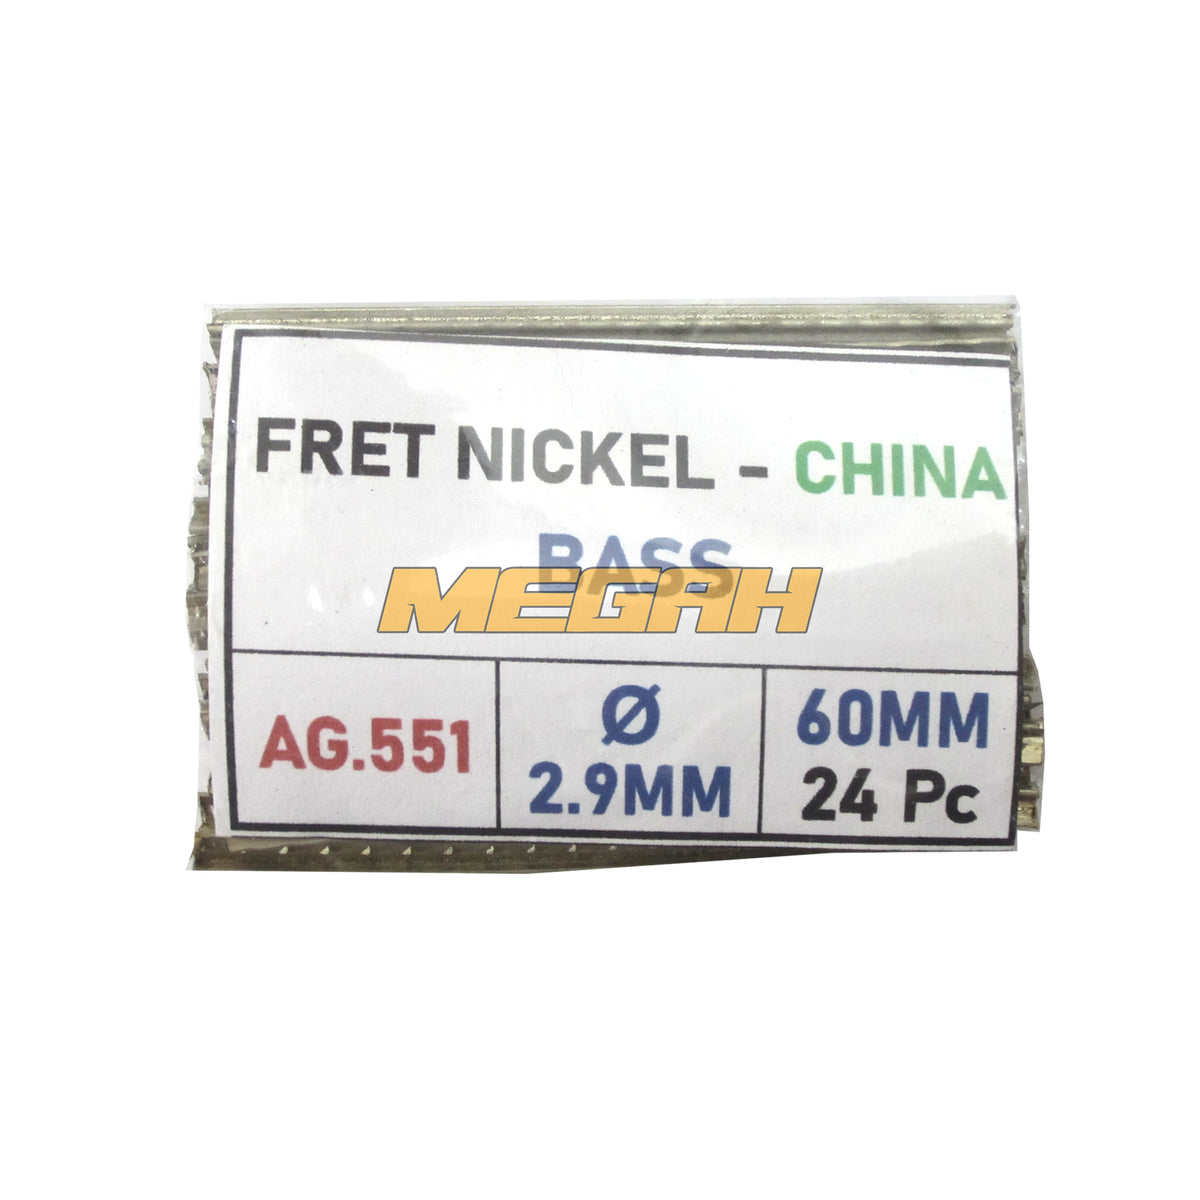 FRET NICKEL - CHINA
BASS
MEGAH
AG.551
Ø
2.9MM
60MM
24 Pc